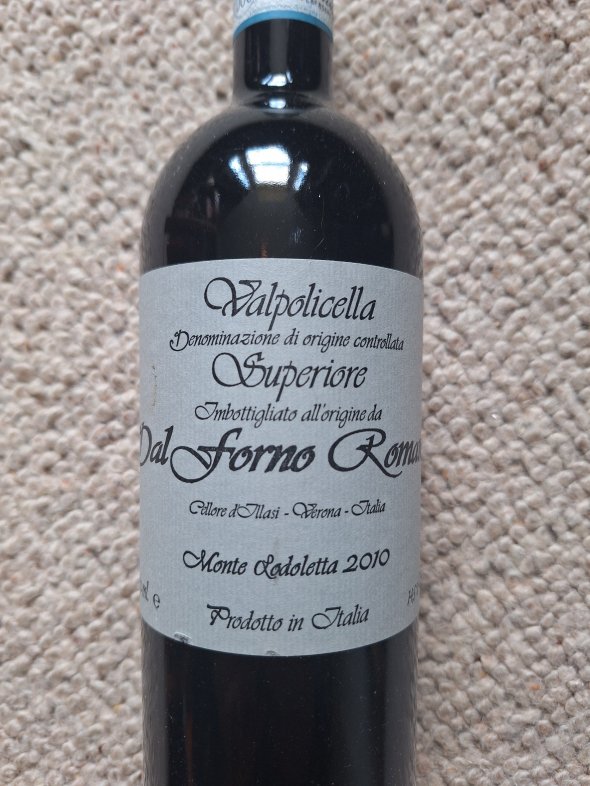 Valpolicella
Denominazione di origine controllata
Superiore
Imbottigliato all'origine da
Dal Forno Roma
Cellore d'Illasi - Verona - Italia
Monte Lodoletta 2010
e
Prodotto in Italia